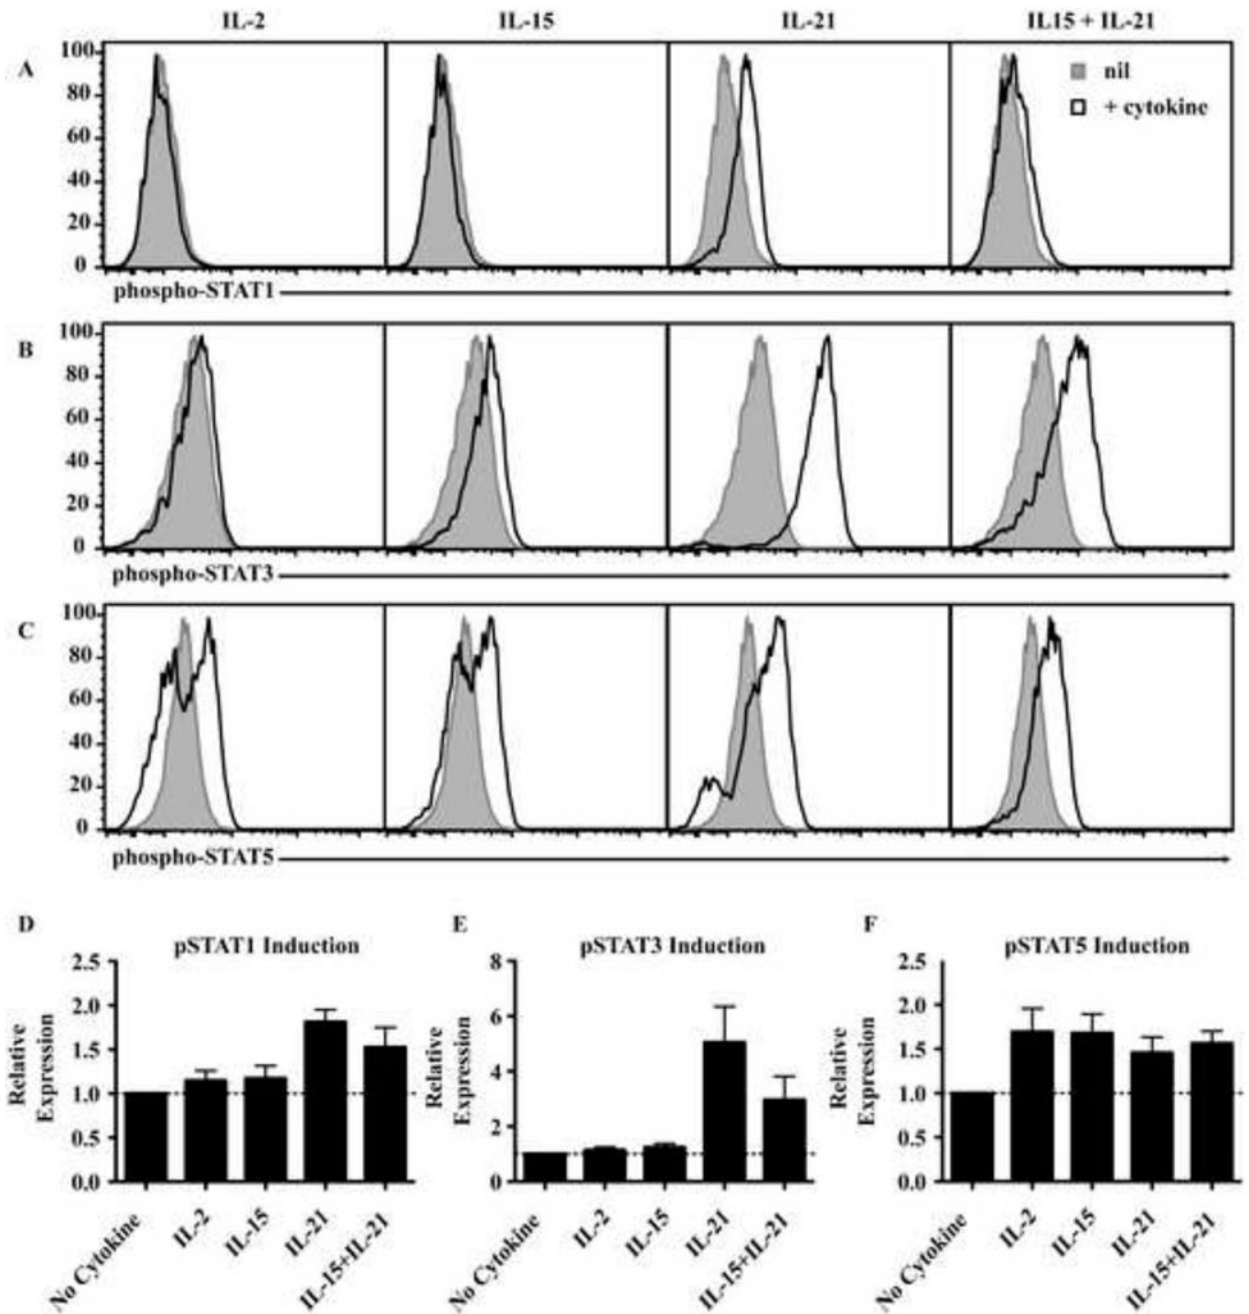 IL-2 IL-15 IL-21 IL15 + IL-21
A
100
80
60
40
20
0
nil
+ cytokine
phospho-STAT1
B
100
80
60
40
20
0
phospho-STAT3
C
100
80
60
40
20
0
phospho-STAT5
D
pSTAT1 Induction
Relative
Expression
2.5
2.0
1.5
1.0
0.5
0.0
No Cytokine
IL-2
IL-15
IL-21
IL-15+IL-21
E
pSTAT3 Induction
Relative
Expression
8
6
4
2
0
No Cytokine
IL-2
IL-15
IL-21
IL-15+IL-21
F
pSTAT5 Induction
Relative
Expression
2.5
2.0
1.5
1.0
0.5
0.0
No Cytokine
IL-2
IL-15
IL-21
IL-15+IL-21